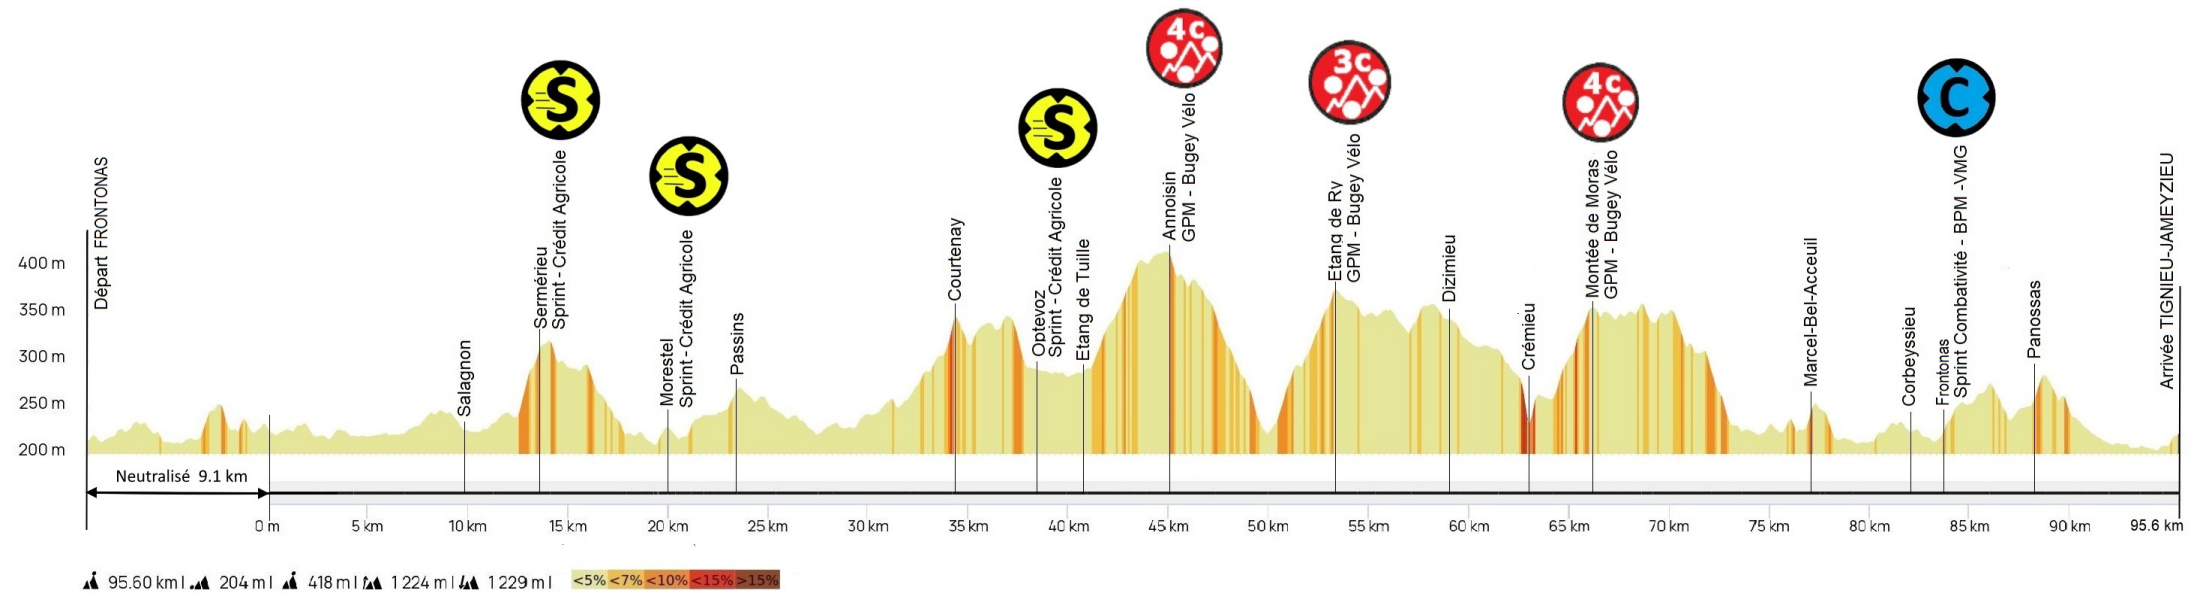 4c
3c
4c
S
S
S
C
Départ FRONTONAS
Salagnon
Sermérieu
Sprint - Crédit Agricole
Morestel
Sprint - Crédit Agricole
Passins
Courtenay
Optevoz
Sprint - Crédit Agricole
Etang de Tuille
Annoisin
GPM - Bugey Vélo
Etang de Ry
GPM - Bugey Vélo
Dizimieu
Crémieu
Montée de Moras
GPM - Bugey Vélo
Marcel-Bel-Acceuil
Corbeyssieu
Frontonas
Sprint Combativité - BPM -VMG
Panossas
Arrivée TIGNIEU-JAMEYZIEU
400 m
350 m
300 m
250 m
200 m
Neutralisé 9.1 km
0 m 5 km 10 km 15 km 20 km 25 km 30 km 35 km 40 km 45 km 50 km 55 km 60 km 65 km 70 km 75 km 80 km 85 km 90 km 95.6 km
95.60 km | 204 m | 418 m | 1 224 m | 1 229 m |
<5% <7% <10% <15% >15%